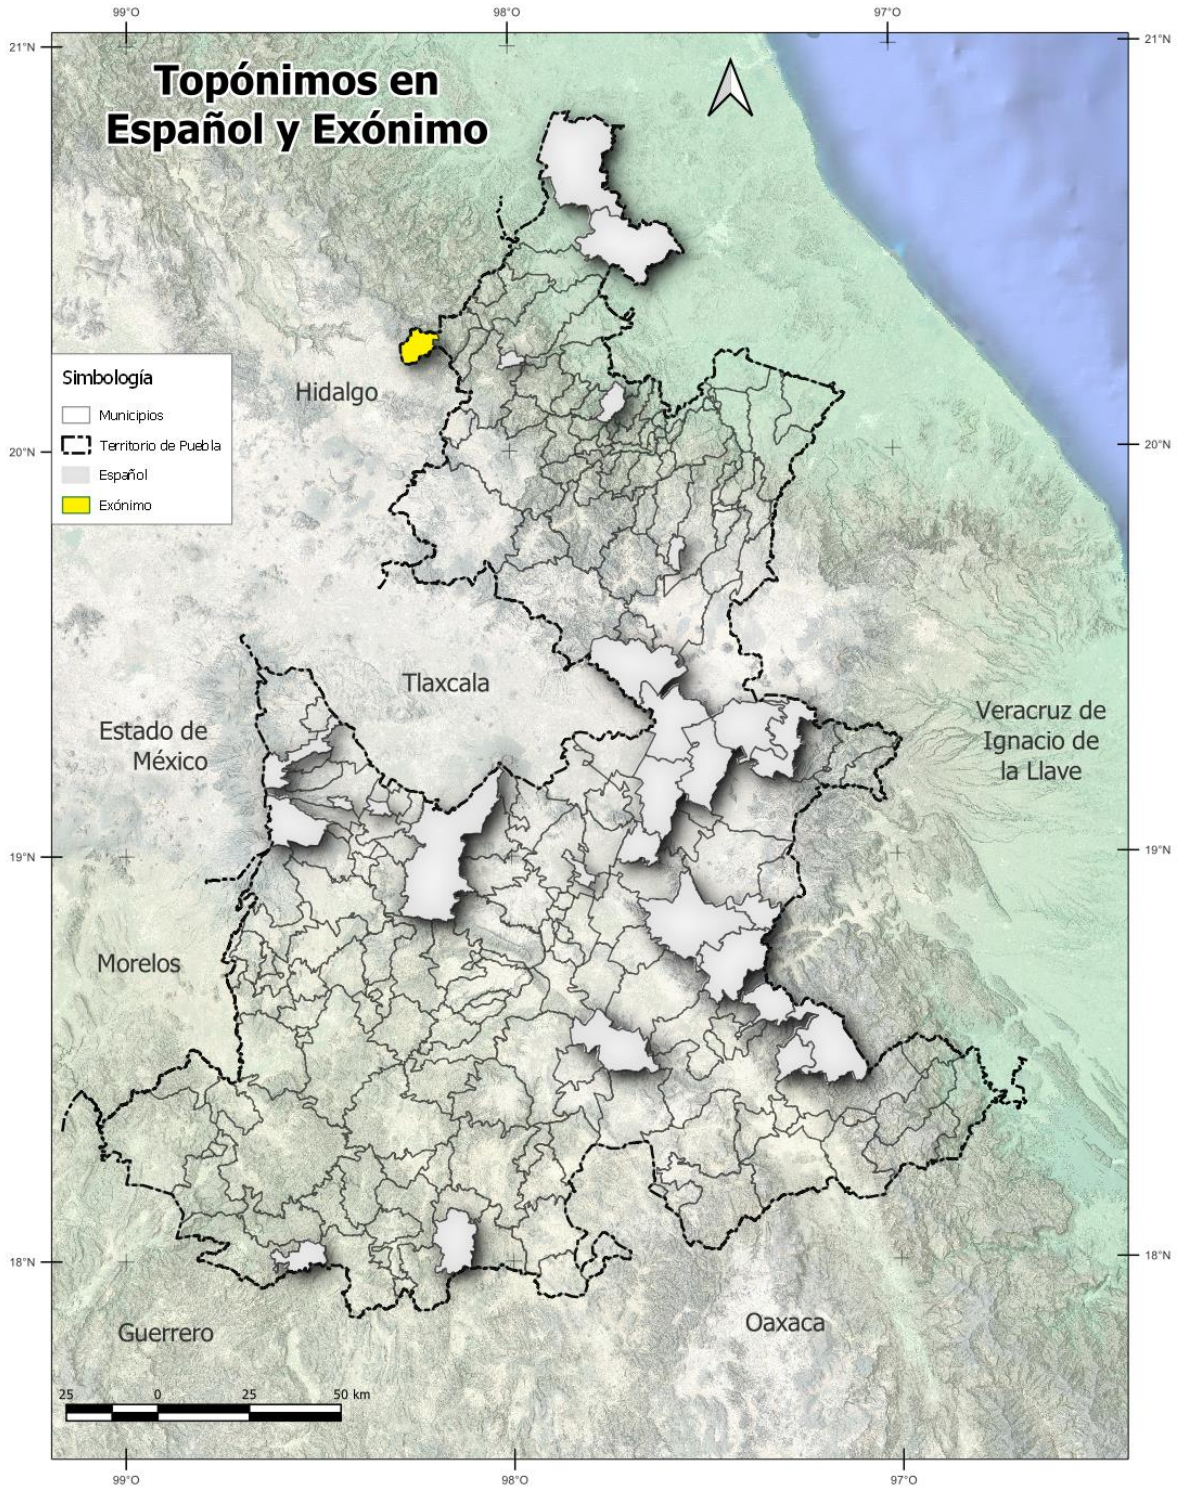 99°O 98°O 97°O
21°N 21°N
Topónimos en
Español y Exónimo
Simbología
Municipios
Territorio de Puebla
Español
Exónimo
Hidalgo
20°N 20°N
Tlaxcala
Estado de
México
Veracruz de
Ignacio de
la Llave
19°N 19°N
Morelos
18°N 18°N
Guerrero
Oaxaca
25 0 25 50 km
99°O 98°O 97°O